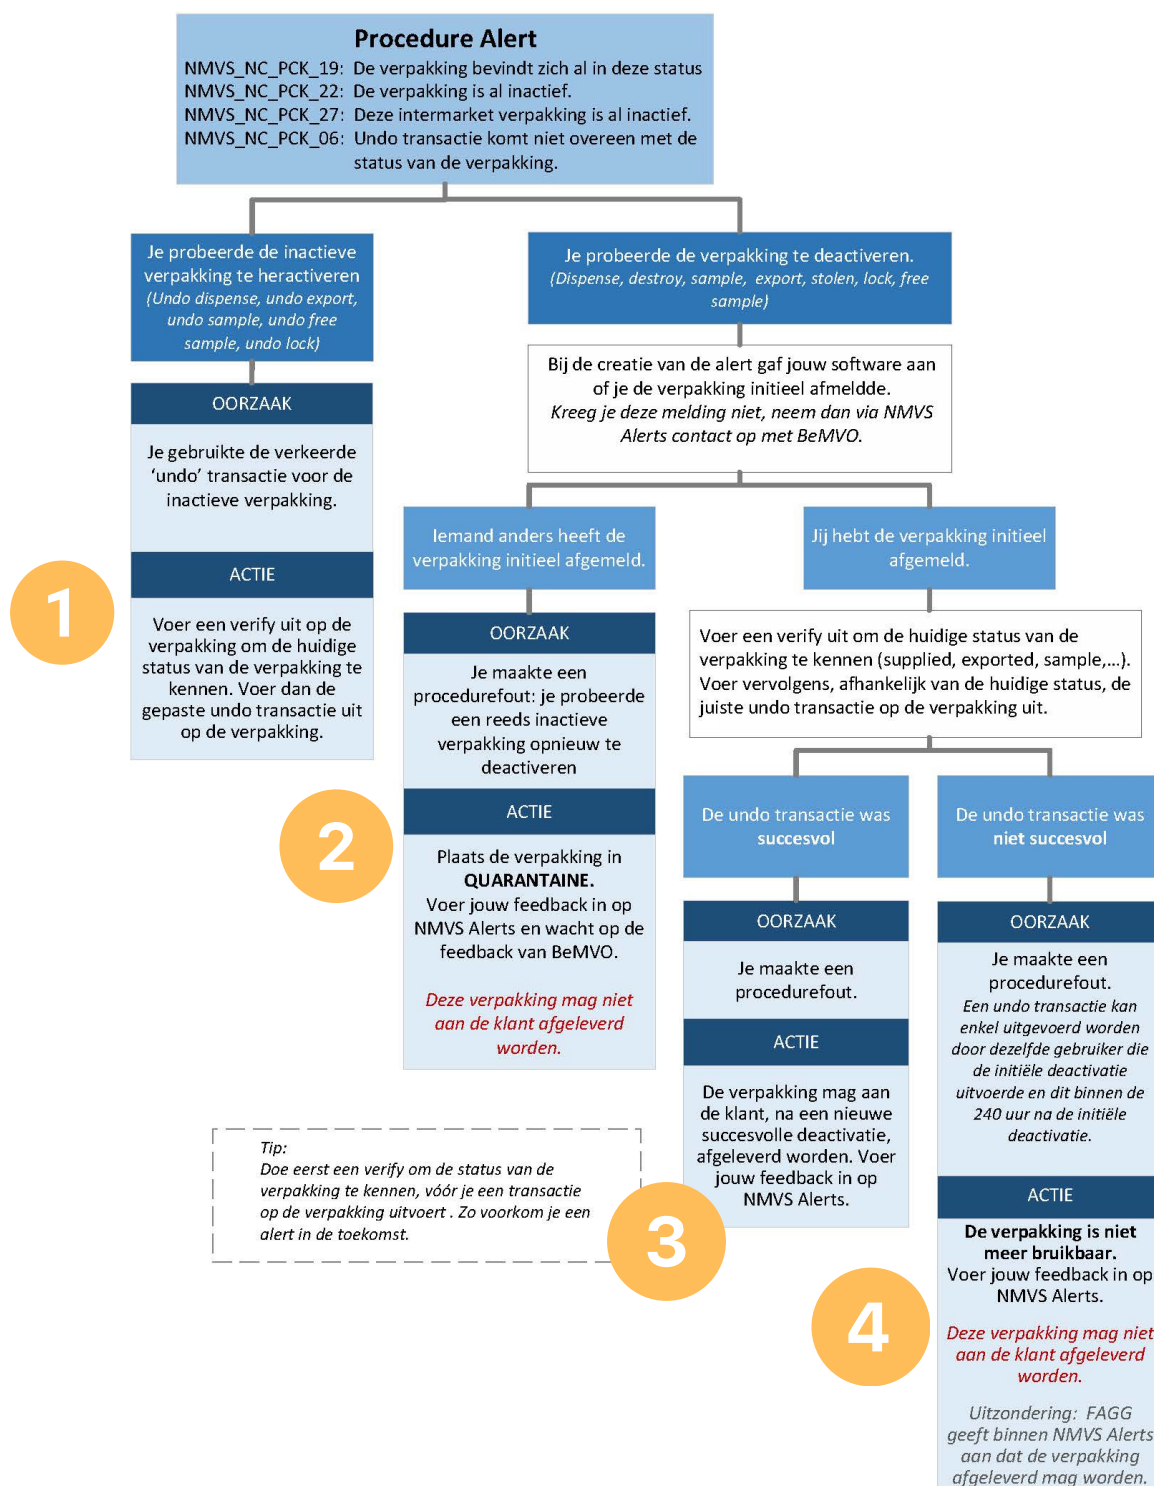 Procedure Alert
NMVS_NC_PCK_19: De verpakking bevindt zich al in deze status
NMVS_NC_PCK_22: De verpakking is al inactief.
NMVS_NC_PCK_27: Deze intermarket verpakking is al inactief.
NMVS_NC_PCK_06: Undo transactie komt niet overeen met de
status van de verpakking.
Je probeerde de inactieve
verpakking te heractiveren
(Undo dispense, undo export,
undo sample, undo free
sample, undo lock)
OORZAAK
Je gebruikte de verkeerde
‘undo’ transactie voor de
inactieve verpakking.
ACTIE
1
Voer een verify uit op de
verpakking om de huidige
status van de verpakking te
kennen. Voer dan de
gepaste undo transactie uit
op de verpakking.
Je probeerde de verpakking te deactiveren.
(Dispense, destroy, sample, export, stolen, lock, free
sample)
Bij de creatie van de alert gaf jouw software aan
of je de verpakking initieel afmeldde.
Kreeg je deze melding niet, neem dan via NMVS
Alerts contact op met BeMVO.
Iemand anders heeft de
verpakking initieel afgemeld.
OORZAAK
Je maakte een
procedurefout: je probeerde
een reeds inactieve
verpakking opnieuw te
deactiveren
ACTIE
2
Plaats de verpakking in
QUARANTAINE.
Voer jouw feedback in op
NMVS Alerts en wacht op de
feedback van BeMVO.
Deze verpakking mag niet
aan de klant afgeleverd
worden.
Jij hebt de verpakking initieel
afgemeld.
Voer een verify uit om de huidige status van de
verpakking te kennen (supplied, exported, sample,...).
Voer vervolgens, afhankelijk van de huidige status, de
juiste undo transactie op de verpakking uit.
De undo transactie was
succesvol
OORZAAK
Je maakte een
procedurefout.
ACTIE
De verpakking mag aan
de klant, na een nieuwe
succesvolle deactivatie,
afgeleverd worden. Voer
jouw feedback in op
NMVS Alerts.
3
De undo transactie was
niet succesvol
OORZAAK
Je maakte een
procedurefout.
Een undo transactie kan
enkel uitgevoerd worden
door dezelfde gebruiker die
de initiële deactivatie
uitvoerde en dit binnen de
240 uur na de initiële
deactivatie.
ACTIE
De verpakking is niet
meer bruikbaar.
Voer jouw feedback in op
NMVS Alerts.
4
Deze verpakking mag niet
aan de klant afgeleverd
worden.
Uitzondering: FAGG
geeft binnen NMVS Alerts
aan dat de verpakking
afgeleverd mag worden.
Tip:
Doe eerst een verify om de status van de
verpakking te kennen, vóór je een transactie
op de verpakking uitvoert . Zo voorkom je een
alert in de toekomst.